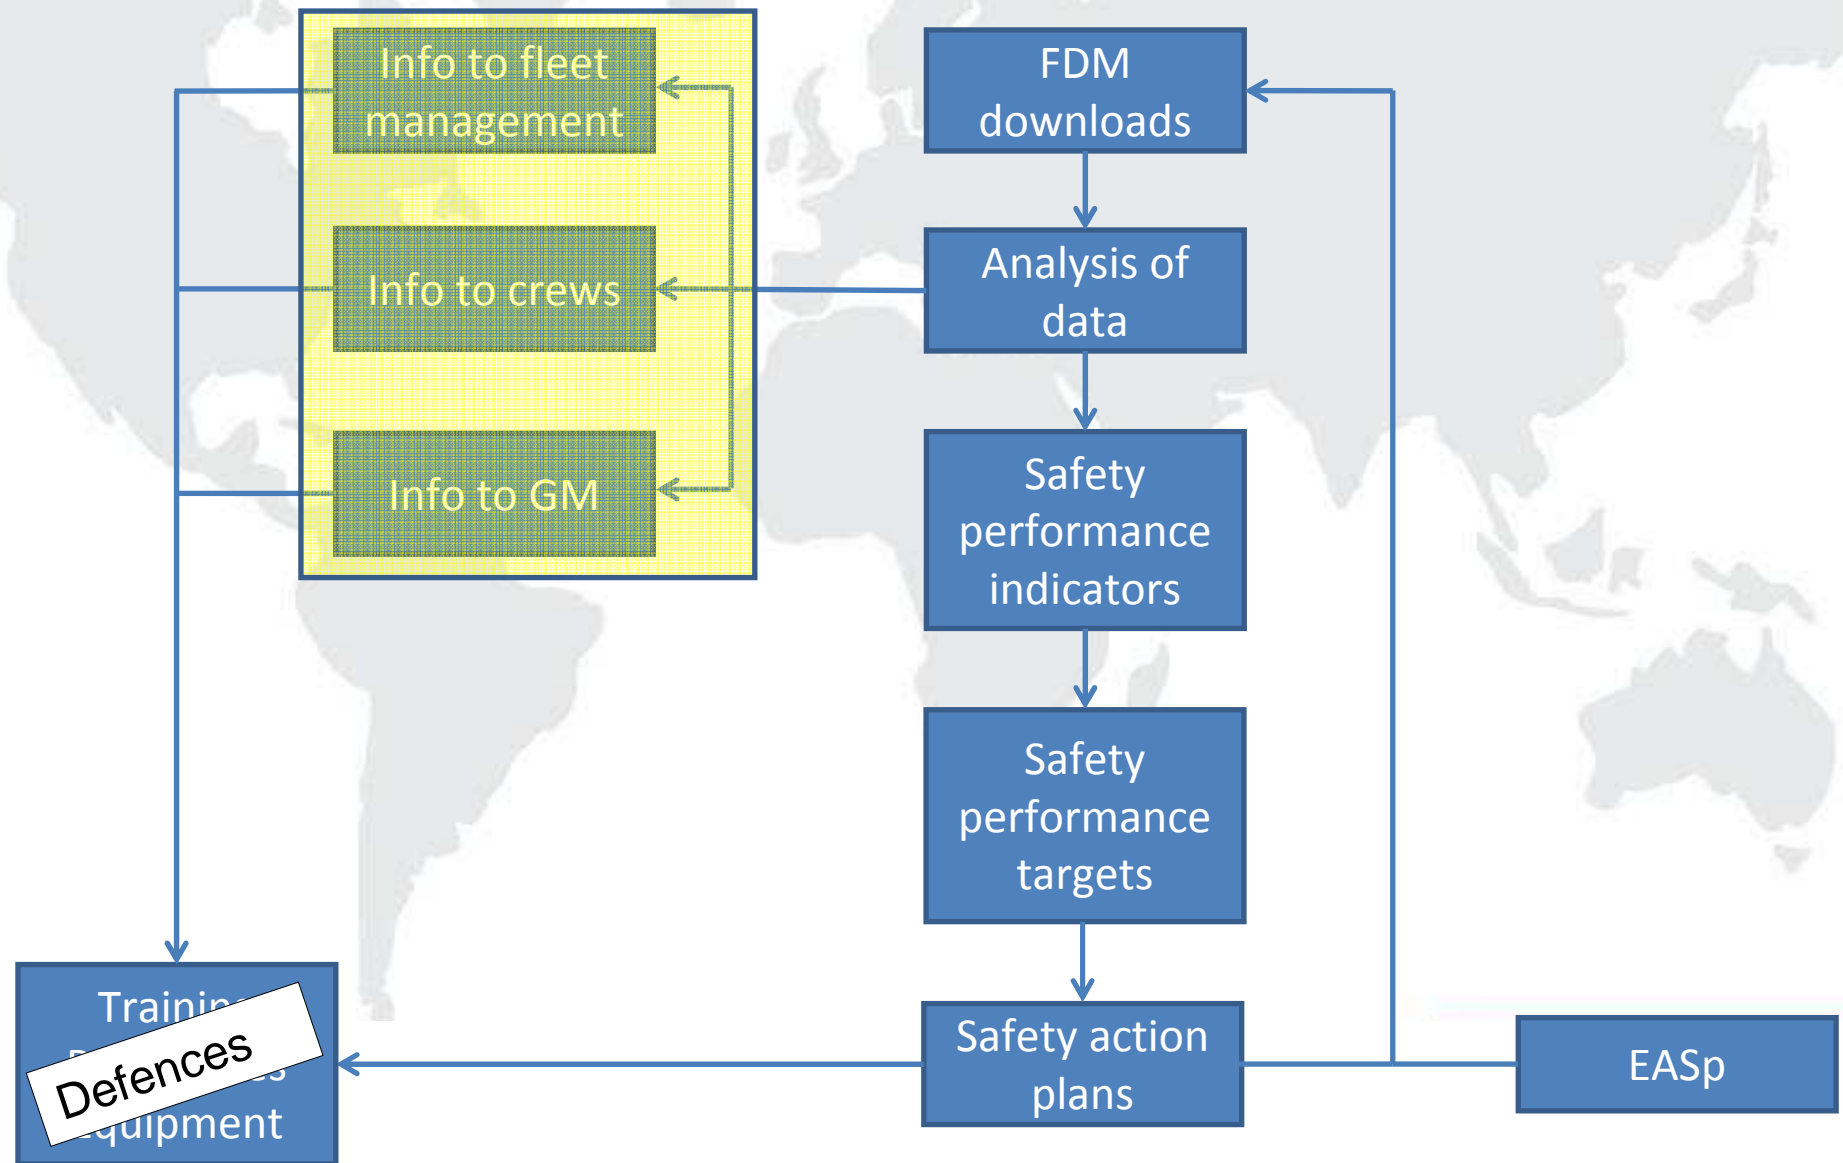 Info to fleet
management
Info to crews
Info to GM
FDM
downloads
Analysis of
data
Safety
performance
indicators
Safety
performance
targets
Safety action
plans
EASp
Defences